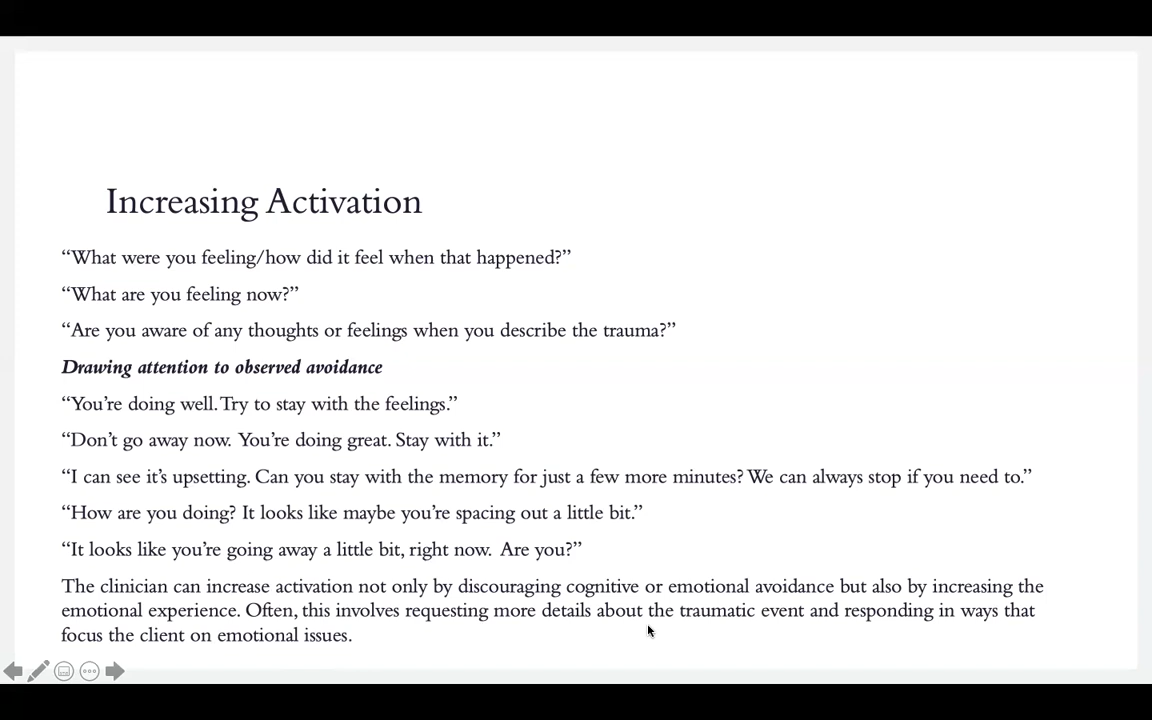 Increasing Activation
“What were you feeling/how did it feel when that happened?”
“What are you feeling now?”
“Are you aware of any thoughts or feelings when you describe the trauma?”
Drawing attention to observed avoidance
“You’re doing well. Try to stay with the feelings.”
“Don’t go away now. You’re doing great. Stay with it.”
“I can see it’s upsetting. Can you stay with the memory for just a few more minutes? We can always stop if you need to.”
“How are you doing? It looks like maybe you’re spacing out a little bit.”
“It looks like you’re going away a little bit, right now. Are you?”
The clinician can increase activation not only by discouraging cognitive or emotional avoidance but also by increasing the
emotional experience. Often, this involves requesting more details about the traumatic event and responding in ways that
focus the client on emotional issues.